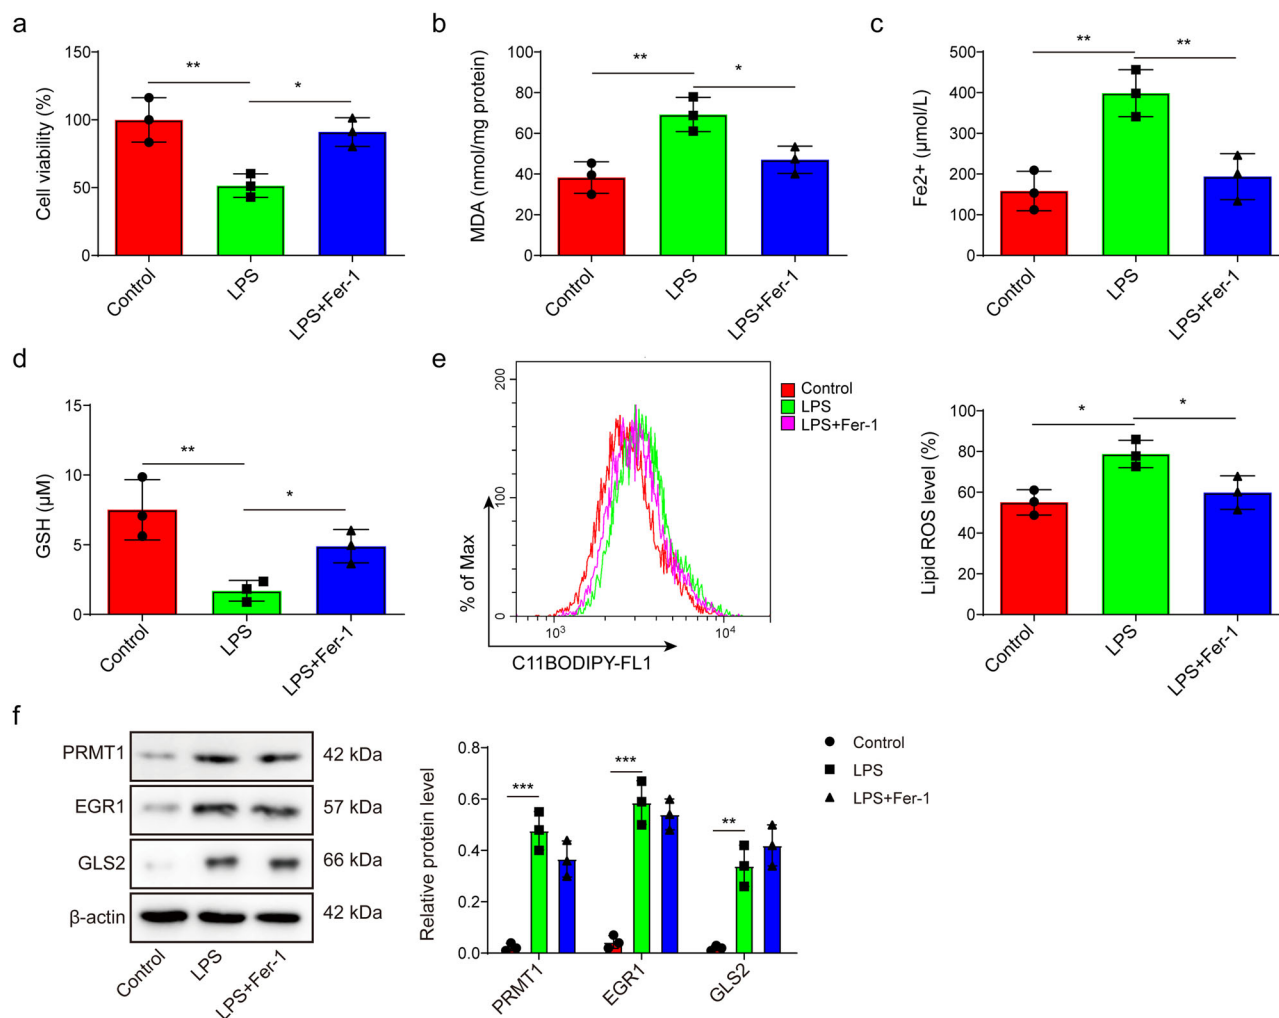 a
Cell viability (%)
150
100
50
0
**
*
Control
LPS
LPS+Fer-1
b
MDA (nmol/mg protein)
100
80
60
40
20
0
**
*
Control
LPS
LPS+Fer-1
c
Fe2+ (μmol/L)
500
400
300
200
100
0
**
**
Control
LPS
LPS+Fer-1
d
GSH (μM)
15
10
5
0
**
*
Control
LPS
LPS+Fer-1
e
% of Max
200
100
0
10³
10⁴
C11BODIPY-FL1
Control
LPS
LPS+Fer-1
Lipid ROS level (%)
100
80
60
40
20
0
*
*
Control
LPS
LPS+Fer-1
f
PRMT1
42 kDa
EGR1
57 kDa
GLS2
66 kDa
β-actin
42 kDa
Control
LPS
LPS+Fer-1
Relative protein level
0.8
0.6
0.4
0.2
0.0
***
***
**
PRMT1
EGR1
GLS2
Control
LPS
LPS+Fer-1